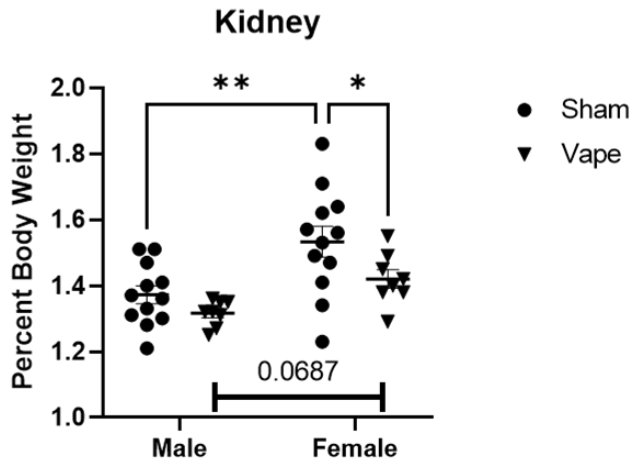 Kidney
** *
2.0
1.8
1.6
1.4
1.2
1.0
Percent Body Weight
Sham
Vape
0.0687
Male Female